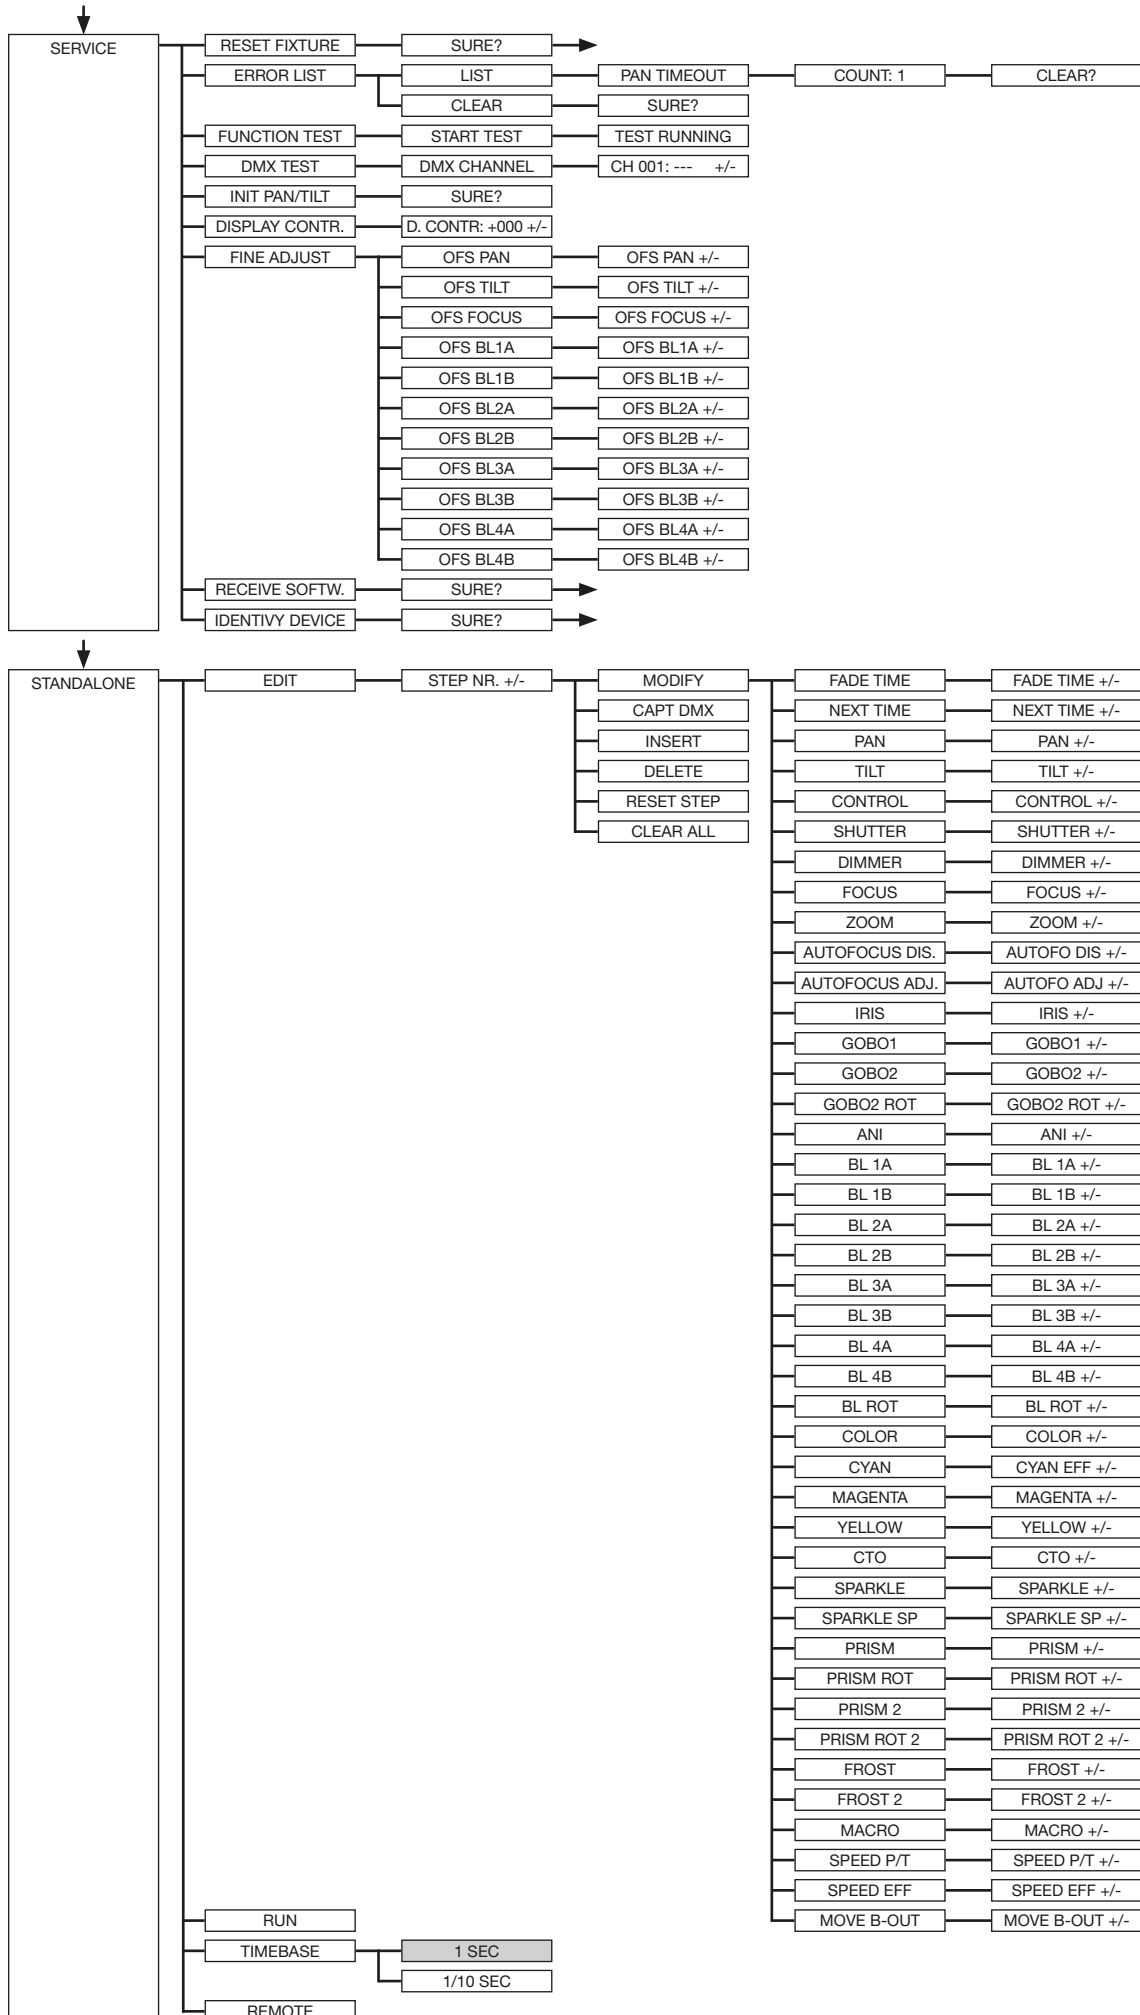 SERVICE RESET FIXTURE SURE?
ERROR LIST LIST PAN TIMEOUT COUNT: 1 CLEAR?
CLEAR SURE?
FUNCTION TEST START TEST TEST RUNNING
DMX TEST DMX CHANNEL CH 001: --- +/-
INIT PAN/TILT SURE?
DISPLAY CONTR. D. CONTR: +000 +/-
FINE ADJUST OFS PAN OFS PAN +/-
OFS TILT OFS TILT +/-
OFS FOCUS OFS FOCUS +/-
OFS BL1A OFS BL1A +/-
OFS BL1B OFS BL1B +/-
OFS BL2A OFS BL2A +/-
OFS BL2B OFS BL2B +/-
OFS BL3A OFS BL3A +/-
OFS BL3B OFS BL3B +/-
OFS BL4A OFS BL4A +/-
OFS BL4B OFS BL4B +/-
RECEIVE SOFTW. SURE?
IDENTIVY DEVICE SURE?
STANDALONE EDIT STEP NR. +/- MODIFY FADE TIME FADE TIME +/-
CAPT DMX NEXT TIME NEXT TIME +/-
INSERT PAN PAN +/-
DELETE TILT TILT +/-
RESET STEP CONTROL CONTROL +/-
CLEAR ALL SHUTTER SHUTTER +/-
DIMMER DIMMER +/-
FOCUS FOCUS +/-
ZOOM ZOOM +/-
AUTOFOCUS DIS. AUTOFO DIS +/-
AUTOFOCUS ADJ. AUTOFO ADJ +/-
IRIS IRIS +/-
GOBO1 GOBO1 +/-
GOBO2 GOBO2 +/-
GOBO2 ROT GOBO2 ROT +/-
ANI ANI +/-
BL 1A BL 1A +/-
BL 1B BL 1B +/-
BL 2A BL 2A +/-
BL 2B BL 2B +/-
BL 3A BL 3A +/-
BL 3B BL 3B +/-
BL 4A BL 4A +/-
BL 4B BL 4B +/-
BL ROT BL ROT +/-
COLOR COLOR +/-
CYAN CYAN EFF +/-
MAGENTA MAGENTA +/-
YELLOW YELLOW +/-
CTO CTO +/-
SPARKLE SPARKLE +/-
SPARKLE SP SPARKLE SP +/-
PRISM PRISM +/-
PRISM ROT PRISM ROT +/-
PRISM 2 PRISM 2 +/-
PRISM ROT 2 PRISM ROT 2 +/-
FROST FROST +/-
FROST 2 FROST 2 +/-
MACRO MACRO +/-
SPEED P/T SPEED P/T +/-
SPEED EFF SPEED EFF +/-
RUN MOVE B-OUT MOVE B-OUT +/-
TIMEBASE 1 SEC
1/10 SEC
REMOTE